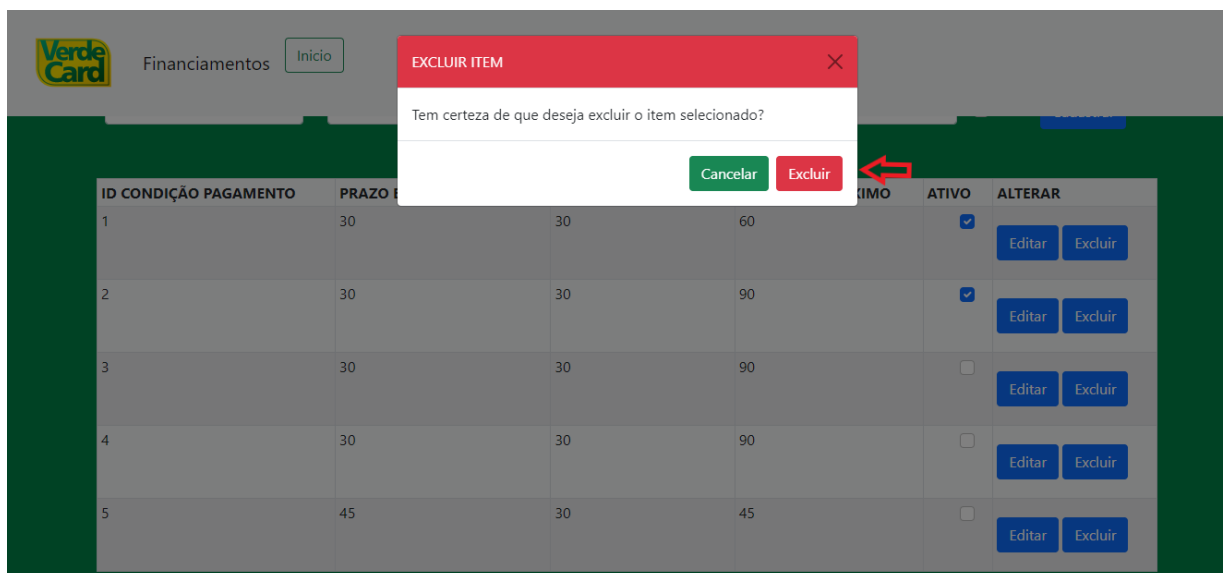 Verde
Card
Financiamentos Inicio
EXCLUIR ITEM
Tem certeza de que deseja excluir o item selecionado?
Cancelar Excluir
ID CONDIÇÃO PAGAMENTO PRAZO ATIVO ALTERAR
1 30 30 60 Editar Excluir
2 30 30 90 Editar Excluir
3 30 30 90 Editar Excluir
4 30 30 90 Editar Excluir
5 45 30 45 Editar Excluir